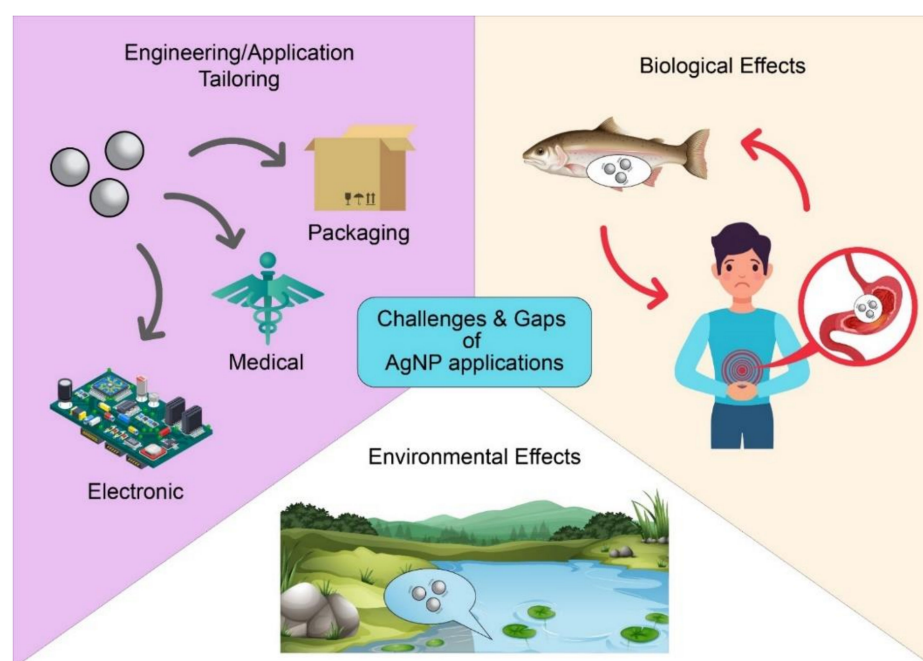 Engineering/Application
Tailoring
Biological Effects
Packaging
Medical
Challenges & Gaps
of
AgNP applications
Electronic
Environmental Effects